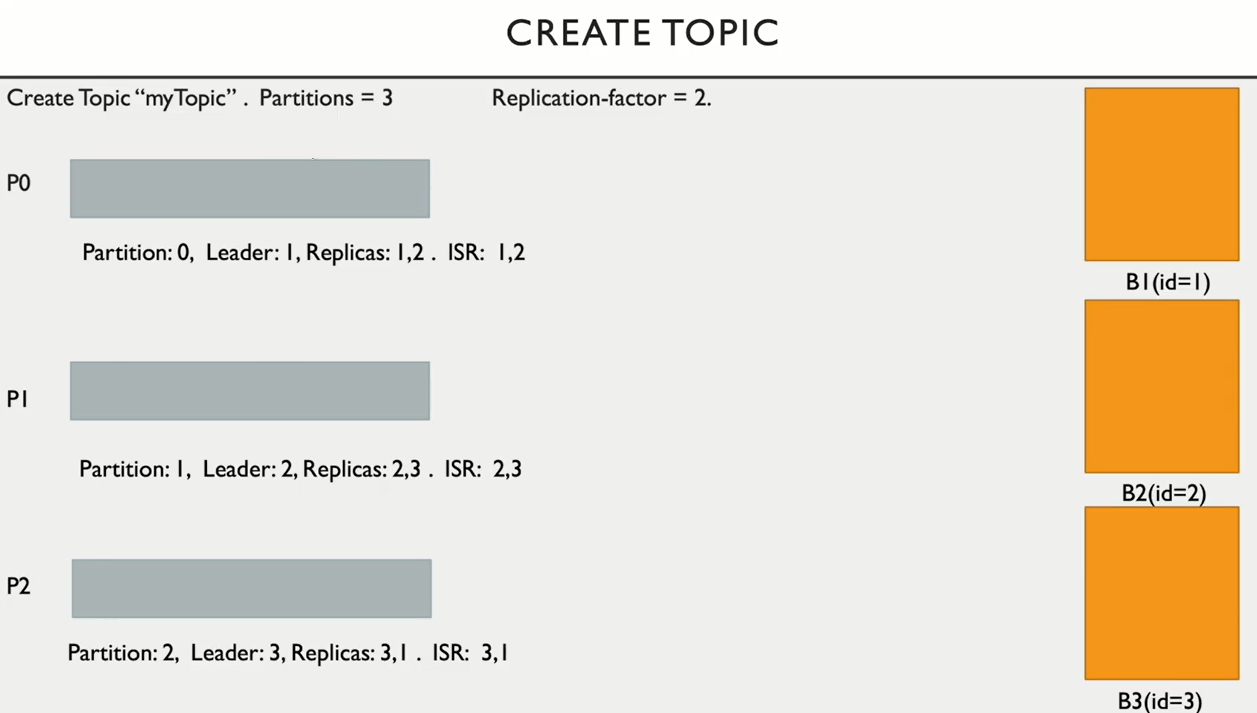 CREATE TOPIC
Create Topic “myTopic” . Partitions = 3 Replication-factor = 2.
P0
Partition: 0, Leader: 1, Replicas: 1,2 . ISR: 1,2
B1(id=1)
P1
Partition: 1, Leader: 2, Replicas: 2,3 . ISR: 2,3
B2(id=2)
P2
Partition: 2, Leader: 3, Replicas: 3,1 . ISR: 3,1
B3(id=3)